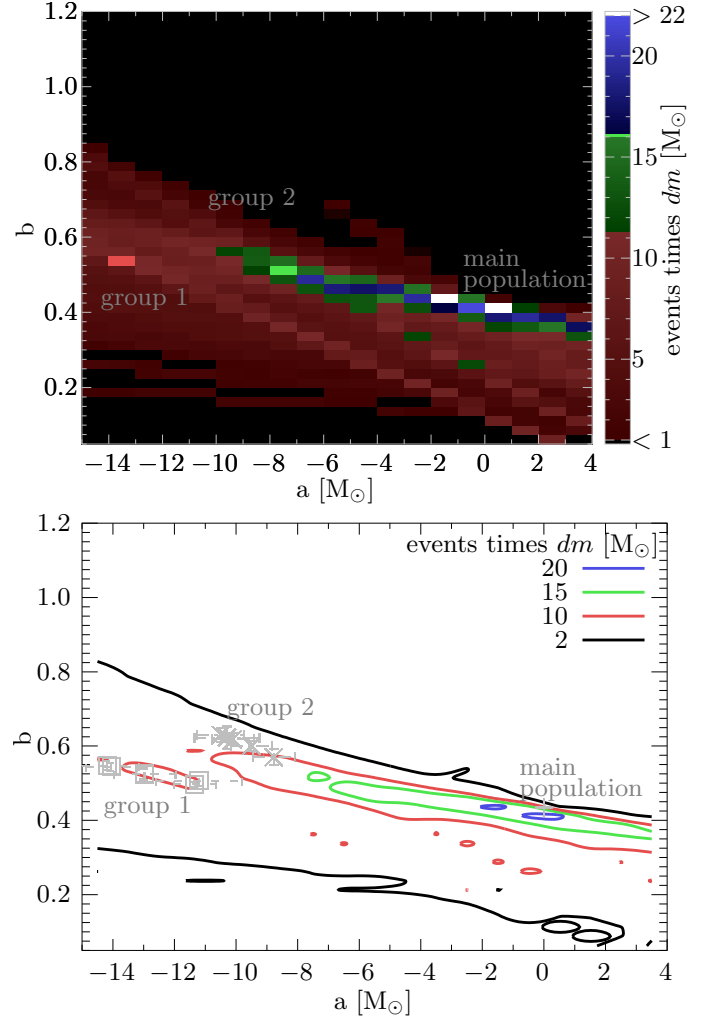 1.2
1.0
0.8
0.6
0.4
0.2
b
group 2
group 1
main
population
−14 −12 −10 −8 −6 −4 −2 0 2 4
a [M⊙]
> 22
15
10
5
< 1
events times dm [M⊙]
1.2
1.0
0.8
0.6
0.4
0.2
b
events times dm [M⊙]
20
15
10
2
group 2
group 1
main
population
−14 −12 −10 −8 −6 −4 −2 0 2 4
a [M⊙]